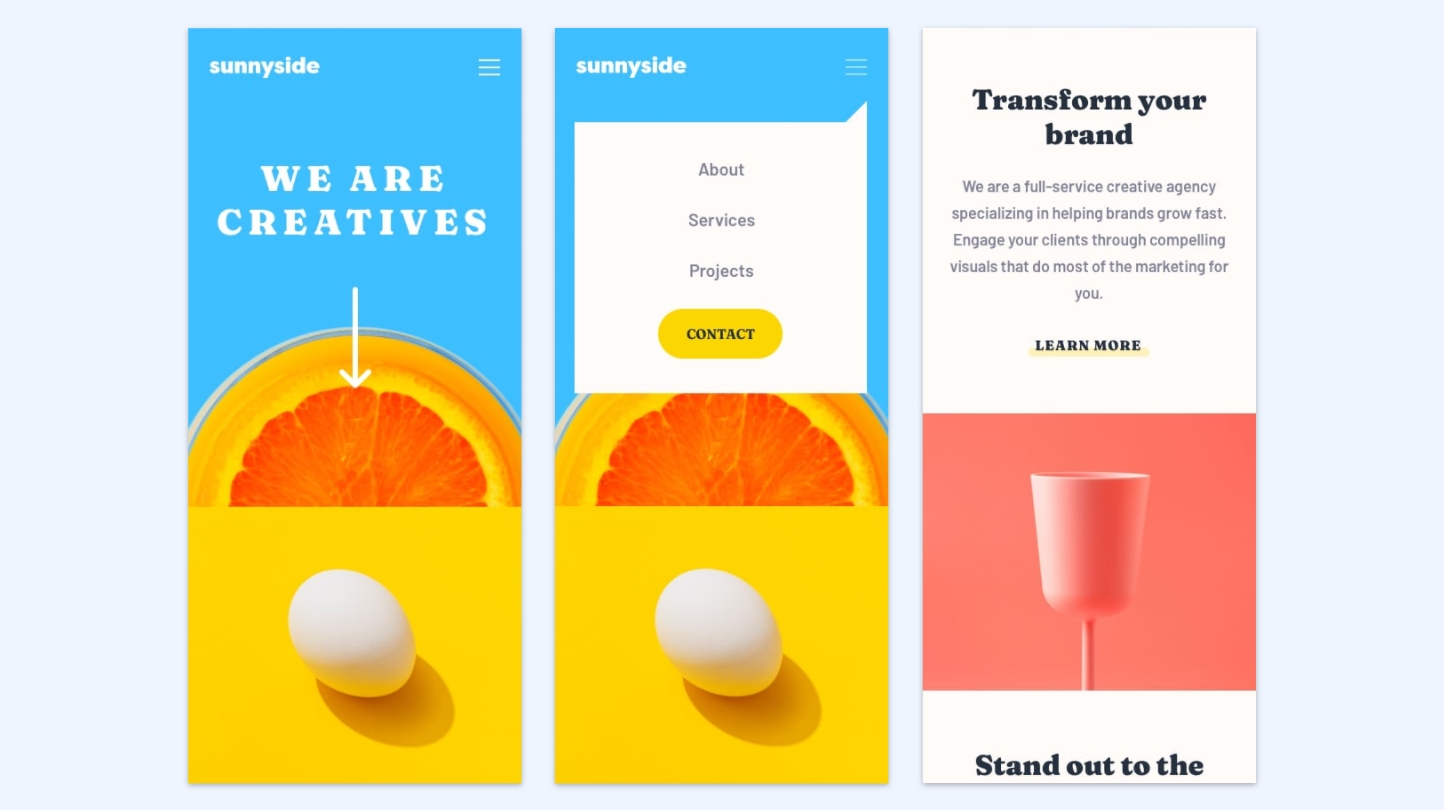 sunnyside
WE ARE
CREATIVES
sunnyside
About
Services
Projects
CONTACT
Transform your
brand
We are a full-service creative agency
specializing in helping brands grow fast.
Engage your clients through compelling
visuals that do most of the marketing for
you.
LEARN MORE
Stand out to the